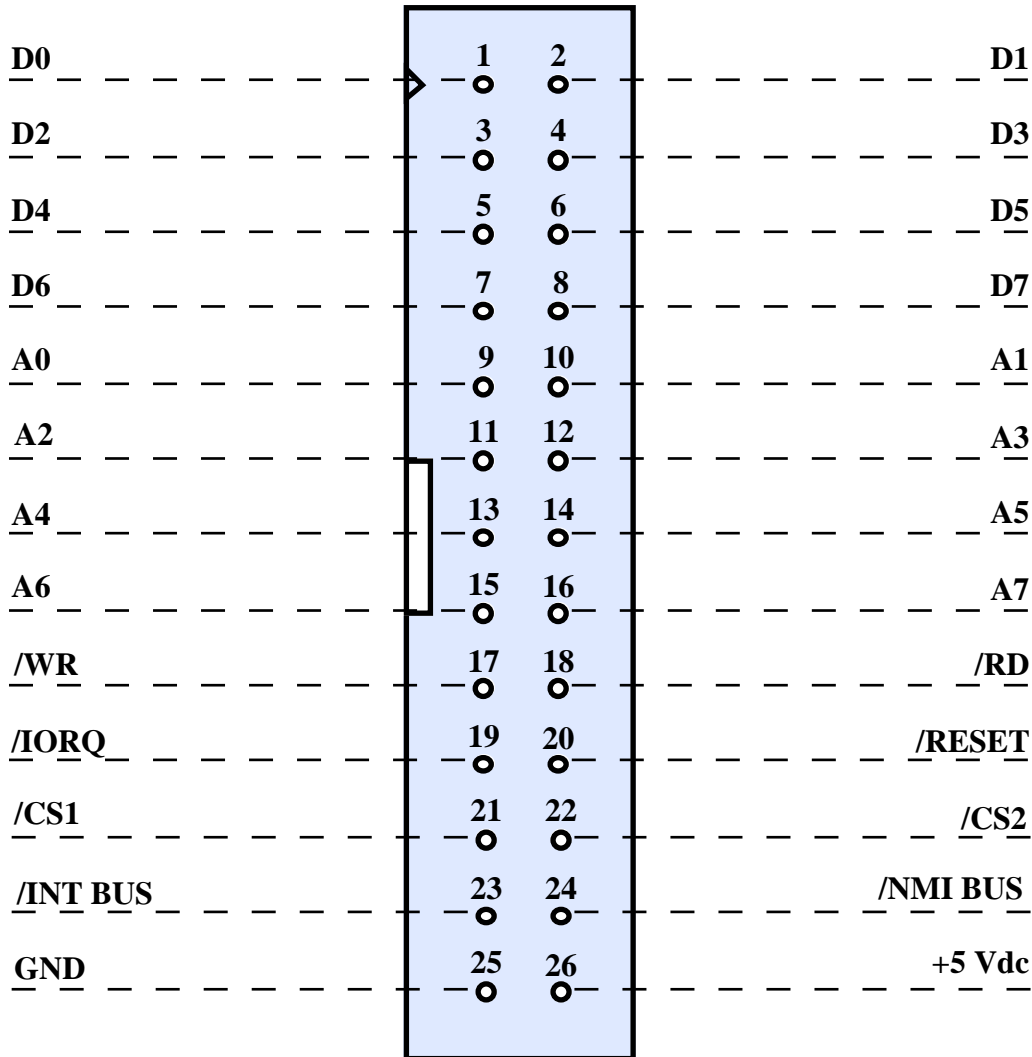 D0 1 2 D1
D2 3 4 D3
D4 5 6 D5
D6 7 8 D7
A0 9 10 A1
A2 11 12 A3
A4 13 14 A5
A6 15 16 A7
/WR 17 18 /RD
/IORQ 19 20 /RESET
/CS1 21 22 /CS2
/INT BUS 23 24 /NMI BUS
GND 25 26 +5 Vdc